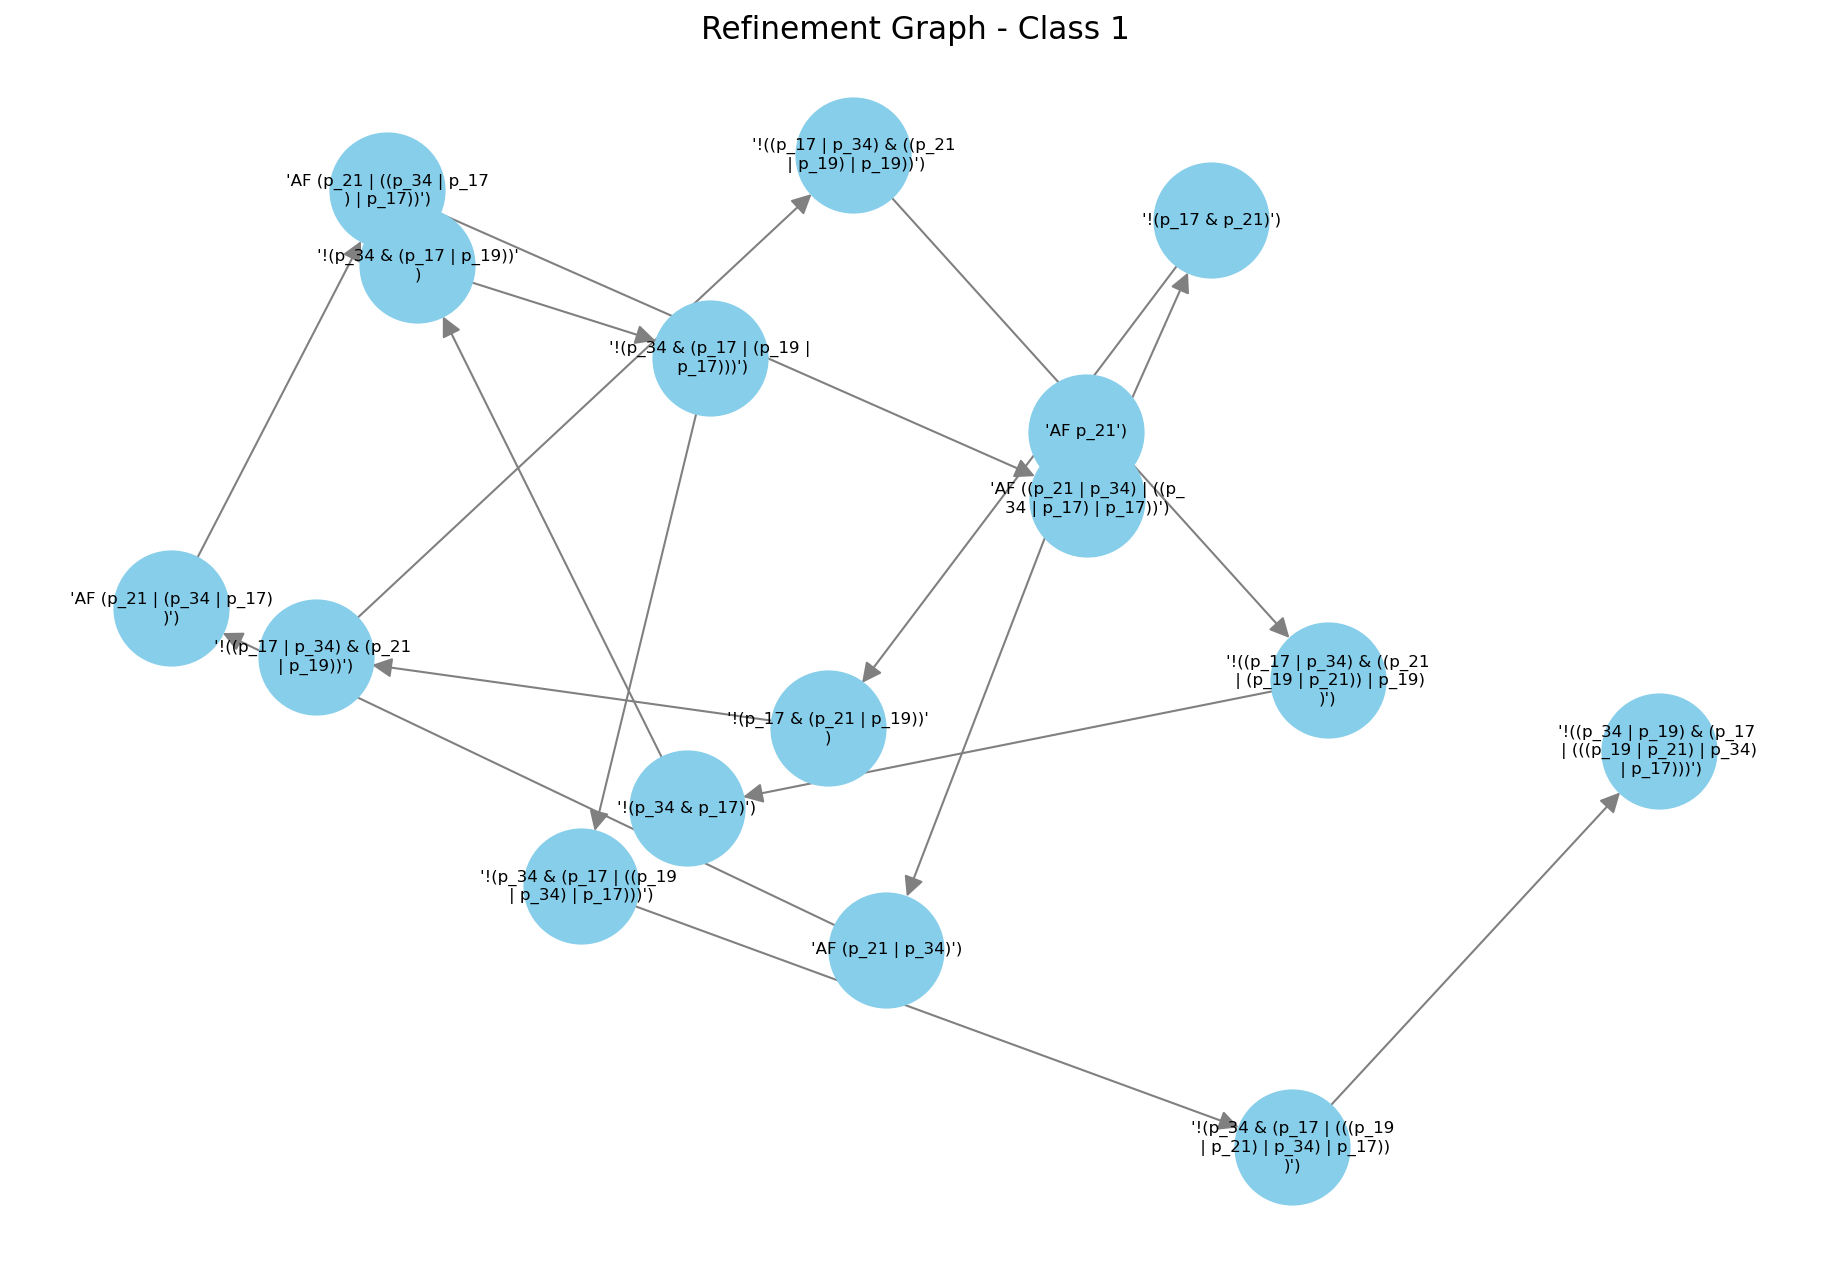 Refinement Graph - Class 1
'!((p_17 | p_34) & ((p_21
| p_19) | p_19))')
'AF (p_21 | ((p_34 | p_17
) | p_17))')
'!(p_17 & p_21)')
'!(p_34 & (p_17 | p_19))'
)
'!(p_34 & (p_17 | (p_19 |
p_17)))')
'AF p_21')
'AF ((p_21 | p_34) | ((p_
34 | p_17) | p_17))')
'AF (p_21 | (p_34 | p_17)
)')
'!((p_17 | p_34) & (p_21
| p_19))')
'!((p_17 | p_34) & ((p_21
| (p_19 | p_21)) | p_19)
)')
'!(p_17 & (p_21 | p_19))'
)
'!((p_34 | p_19) & (p_17
| (((p_19 | p_21) | p_34)
| p_17)))')
'!(p_34 & p_17)')
'!(p_34 & (p_17 | ((p_19
| p_34) | p_17)))')
'AF (p_21 | p_34)')
'!(p_34 & (p_17 | (((p_19
| p_21) | p_34) | p_17))
)')